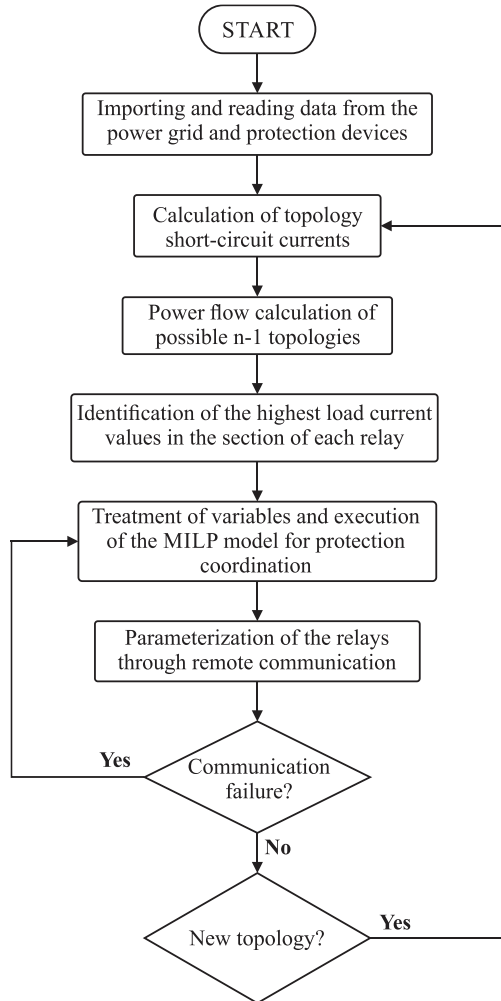 START
Importing and reading data from the
power grid and protection devices
Calculation of topology
short-circuit currents
Power flow calculation of
possible n-1 topologies
Identification of the highest load current
values in the section of each relay
Treatment of variables and execution
of the MILP model for protection
coordination
Parameterization of the relays
through remote communication
Yes
Communication
failure?
No
New topology?
Yes